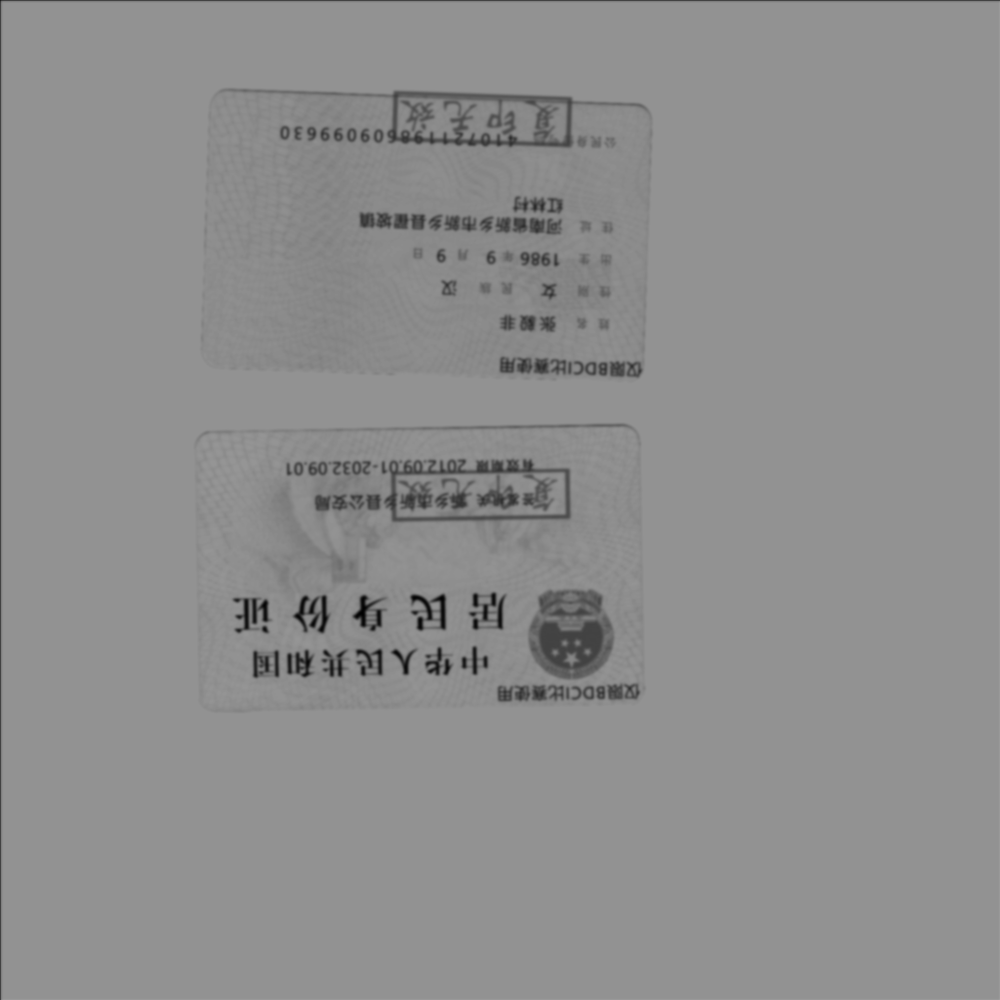 仅限BDCI比赛使用
中华人民共和国
居民身份证
签发机关 新乡市新乡县公安局
复印无效
有效期限 2012.09.01-2032.09.01
仅限BDCI比赛使用
姓名 张毅非
性别 女 民族 汉
出生 1986年9月9日
住址 河南省新乡市新乡县翟坡镇
红林村
公民身份号码 410721198609099630
复印无效